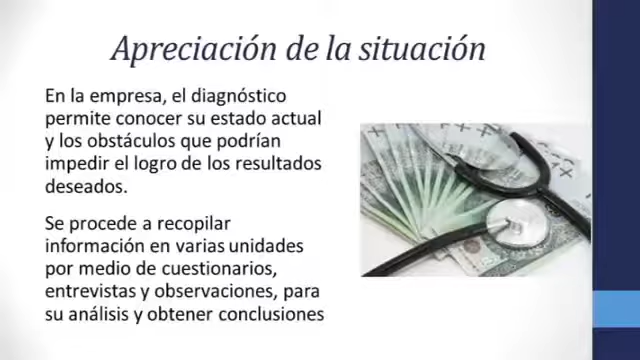 Apreciación de la situación
En la empresa, el diagnóstico
permite conocer su estado actual
y los obstáculos que podrían
impedir el logro de los resultados
deseados.
Se procede a recopilar
información en varias unidades
por medio de cuestionarios,
entrevistas y observaciones, para
su análisis y obtener conclusiones